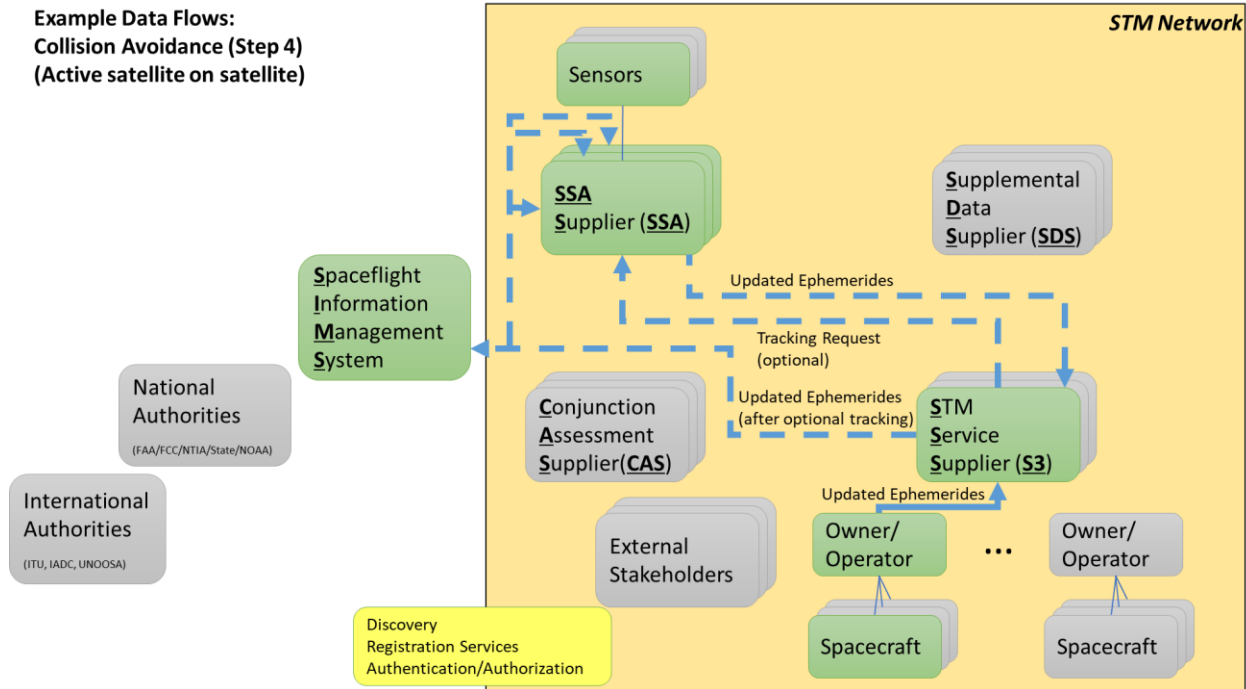 Example Data Flows:
Collision Avoidance (Step 4)
(Active satellite on satellite)
STM Network
Sensors
SSA
Supplier (SSA)
Supplemental
Data
Supplier (SDS)
Spaceflight
Information
Management
System
Updated Ephemerides
Tracking Request
(optional)
National
Authorities
(FAA/FCC/NTIA/State/NOAA)
Conjunction
Assessment
Supplier(CAS)
Updated Ephemerides
(after optional tracking)
STM
Service
Supplier (S3)
International
Authorities
(ITU, IADC, UNOOSA)
Updated Ephemerides
External
Stakeholders
Owner/
Operator
...
Owner/
Operator
Discovery
Registration Services
Authentication/Authorization
Spacecraft
Spacecraft